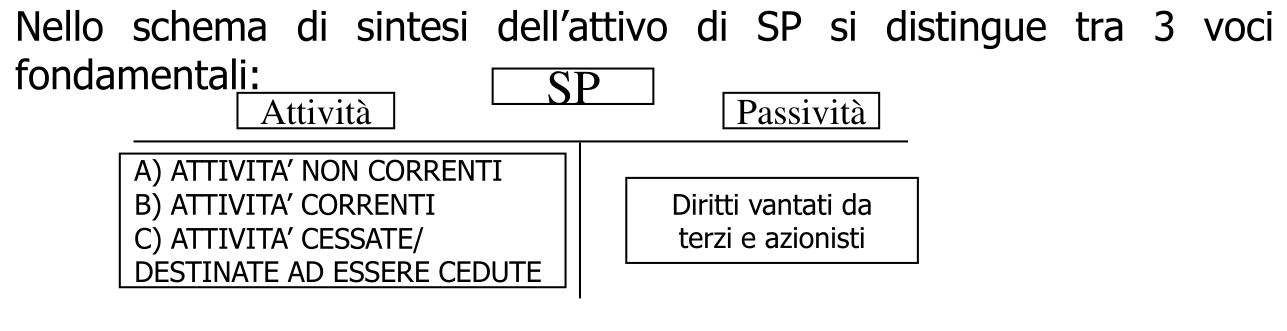 Nello schema di sintesi dell’attivo di SP si distingue tra 3 voci
fondamentali:
SP
Attività
Passività
A) ATTIVITA’ NON CORRENTI
B) ATTIVITA’ CORRENTI
C) ATTIVITA’ CESSATE/
DESTINATE AD ESSERE CEDUTE
Diritti vantati da
terzi e azionisti